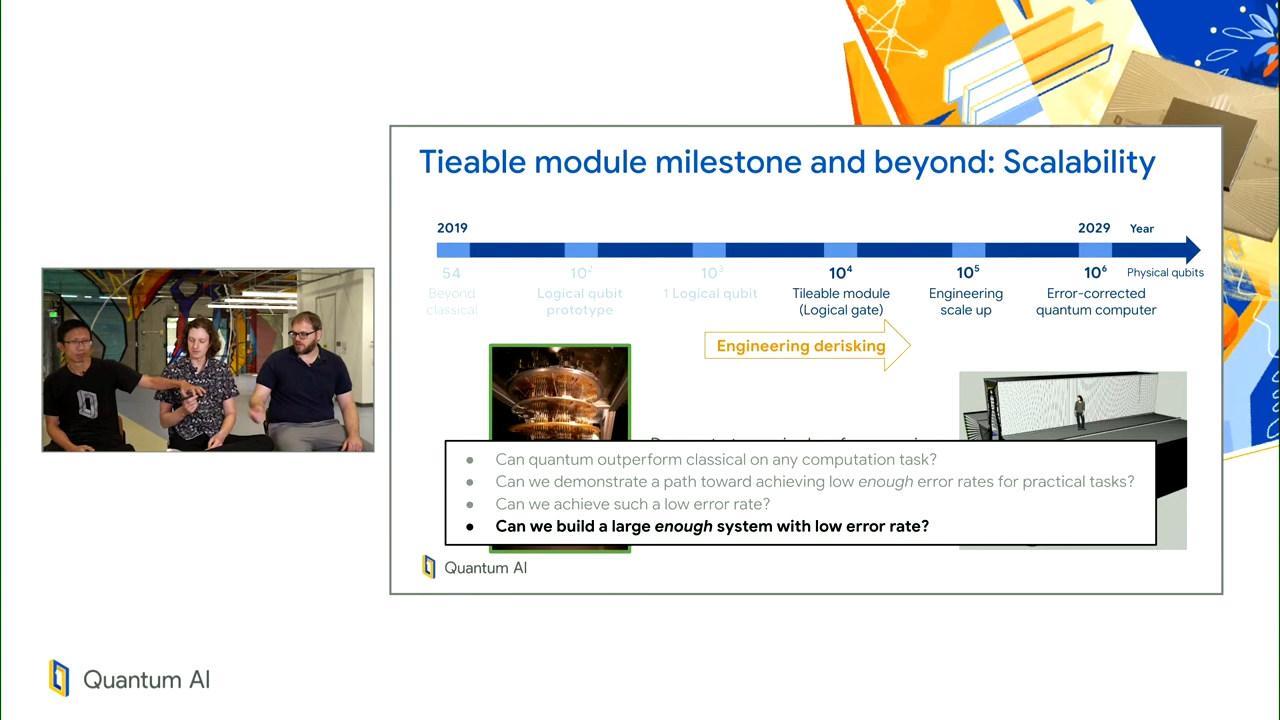 Tieable module milestone and beyond: Scalability
2019
2029
Year
54
10²
10³
10⁴
10⁵
10⁶
Physical qubits
Beyond
classical
Logical qubit
prototype
1 Logical qubit
Tileable module
(Logical gate)
Engineering
scale up
Error-corrected
quantum computer
Engineering derisking
● Can quantum outperform classical on any computation task?
● Can we demonstrate a path toward achieving low enough error rates for practical tasks?
● Can we achieve such a low error rate?
● Can we build a large enough system with low error rate?
Quantum AI
Quantum AI